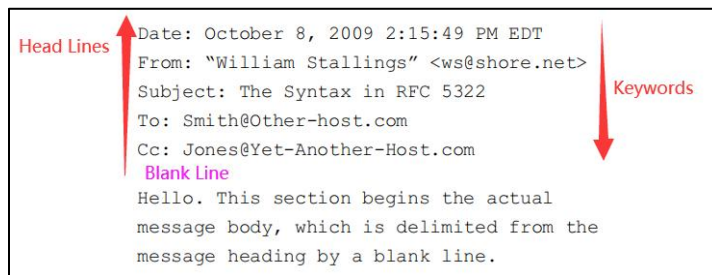 Head Lines
Date: October 8, 2009 2:15:49 PM EDT
From: “William Stallings” <ws@shore.net>
Subject: The Syntax in RFC 5322
Keywords
To: Smith@Other-host.com
Cc: Jones@Yet-Another-Host.com
Blank Line
Hello. This section begins the actual
message body, which is delimited from the
message heading by a blank line.